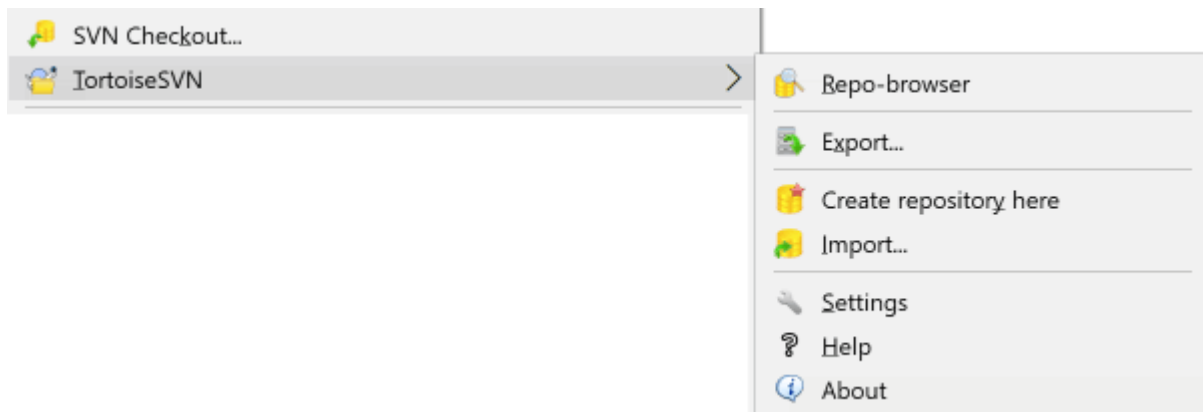 SVN Checkout...
TortoiseSVN
Repo-browser
Export...
Create repository here
Import...
Settings
Help
About